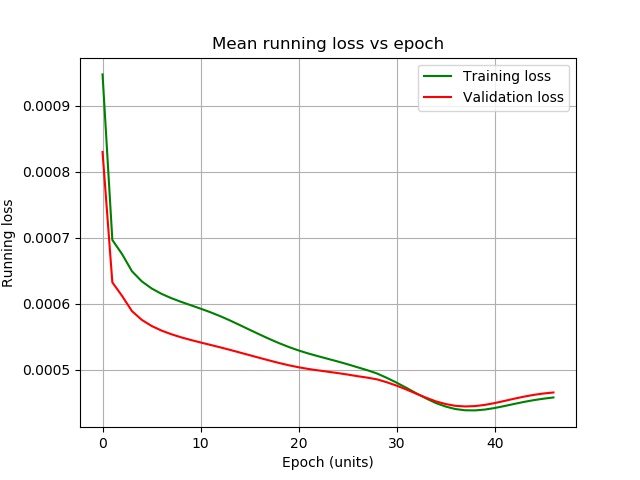 Mean running loss vs epoch
Training loss
Validation loss
0.0009
0.0008
0.0007
0.0006
0.0005
Running loss
0
10
20
30
40
Epoch (units)